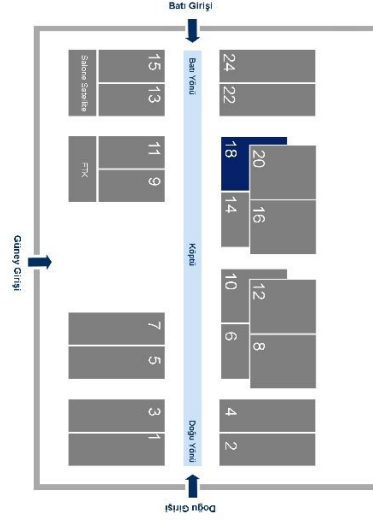 Batı Girişi
15
13
Salone Satellite
Batı Yönü
24
22
11
9
FTK
18
20
14
16
Köptü
Güney Girişi
10
12
6
8
7
5
3
1
Doğu Yönü
4
2
Doğu Girişi